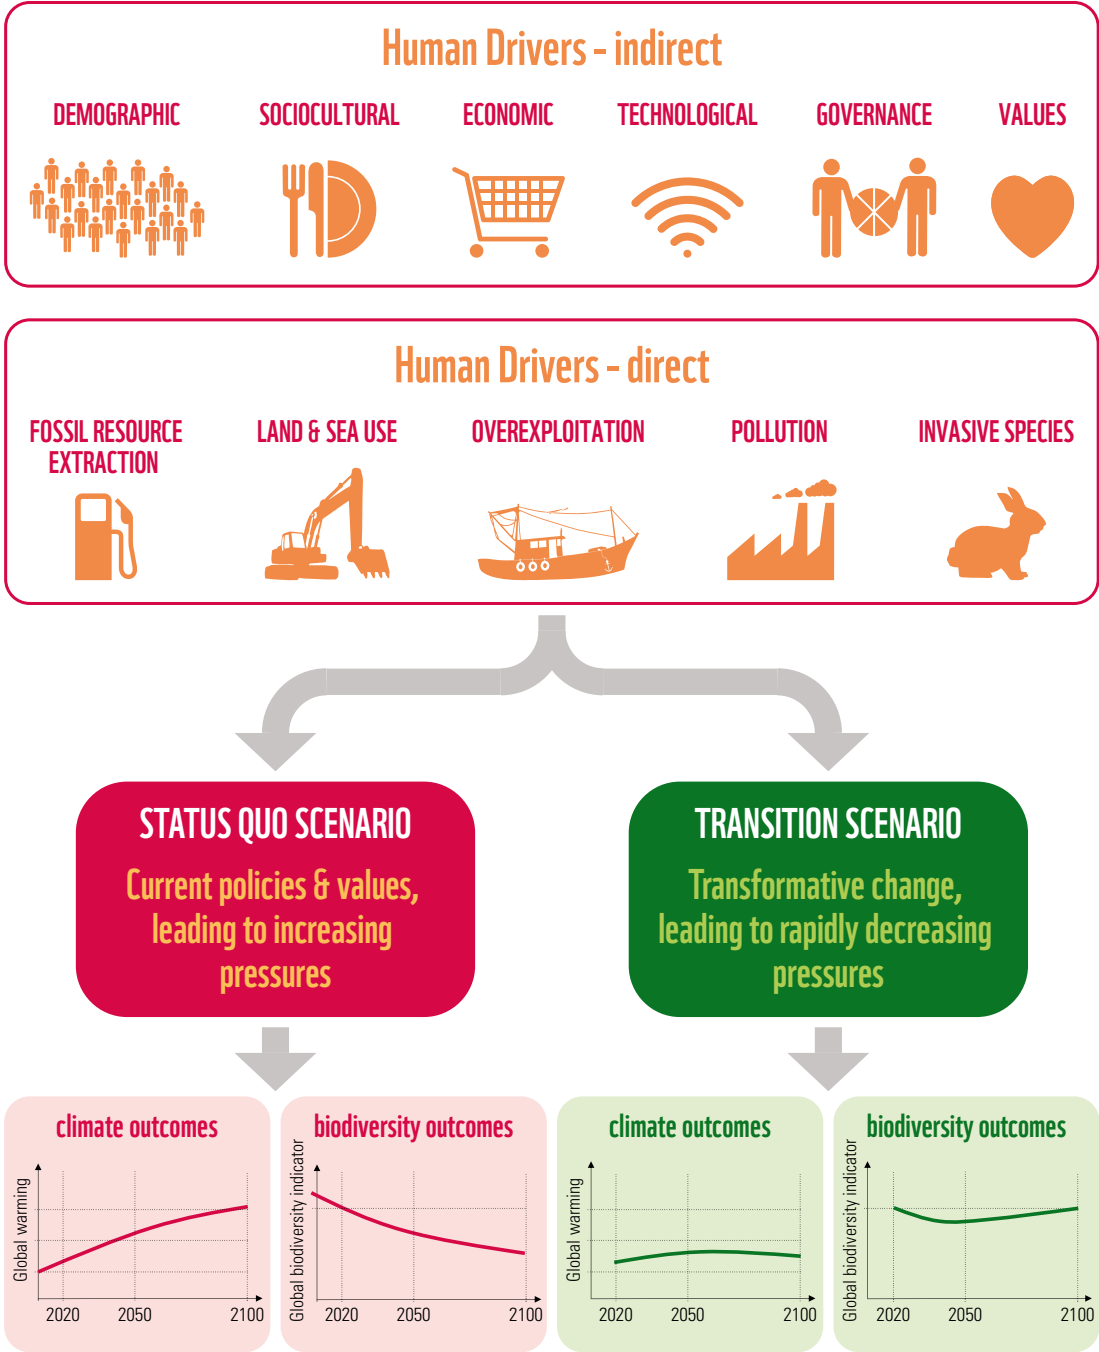 Human Drivers - indirect
DEMOGRAPHIC
SOCIOCULTURAL
ECONOMIC
TECHNOLOGICAL
GOVERNANCE
VALUES
Human Drivers - direct
FOSSIL RESOURCE
EXTRACTION
LAND & SEA USE
OVEREXPLOITATION
POLLUTION
INVASIVE SPECIES
STATUS QUO SCENARIO
Current policies & values,
leading to increasing
pressures
TRANSITION SCENARIO
Transformative change,
leading to rapidly decreasing
pressures
climate outcomes
Global warming
2020 2050 2100
biodiversity outcomes
Global biodiversity indicator
2020 2050 2100
climate outcomes
Global warming
2020 2050 2100
biodiversity outcomes
Global biodiversity indicator
2020 2050 2100